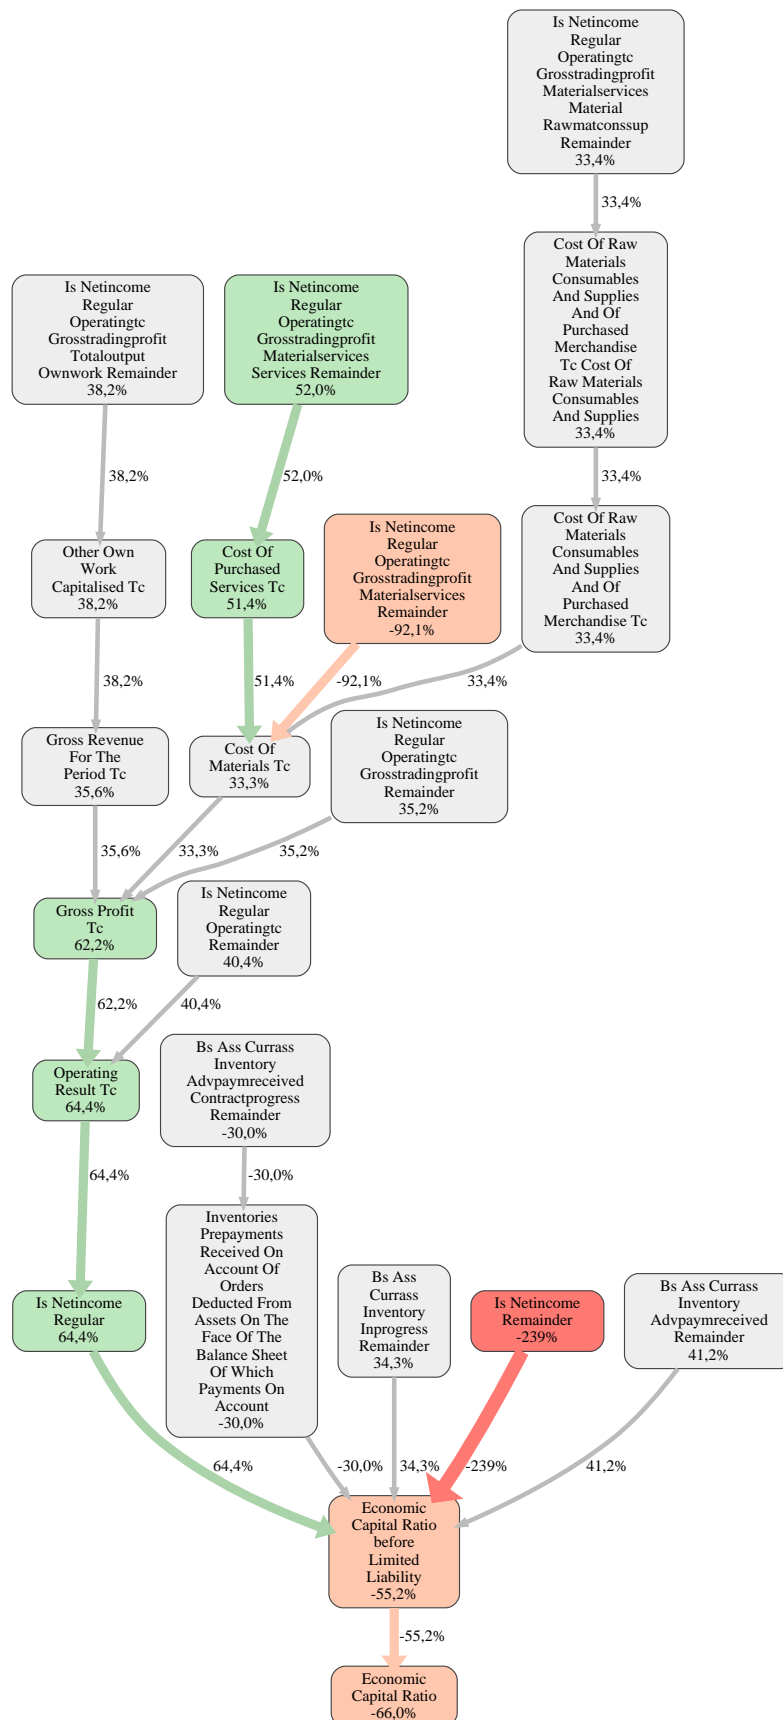 Is Netincome
Regular
Operatingtc
Grosstradingprofit
Materialservices
Material
Rawmatconssup
Remainder
33,4%
33,4%
Cost Of Raw
Materials
Consumables
And Supplies
And Of
Purchased
Merchandise
Tc Cost Of
Raw Materials
Consumables
And Supplies
33,4%
Is Netincome
Regular
Operatingtc
Grosstradingprofit
Totaloutput
Ownwork Remainder
38,2%
Is Netincome
Regular
Operatingtc
Grosstradingprofit
Materialservices
Services Remainder
52,0%
38,2%
52,0%
33,4%
Other Own
Work
Capitalised Tc
38,2%
Cost Of
Purchased
Services Tc
51,4%
Is Netincome
Regular
Operatingtc
Grosstradingprofit
Materialservices
Remainder
-92,1%
Cost Of Raw
Materials
Consumables
And Supplies
And Of
Purchased
Merchandise Tc
33,4%
38,2%
51,4%
-92,1%
33,4%
Gross Revenue
For The
Period Tc
35,6%
Cost Of
Materials Tc
33,3%
Is Netincome
Regular
Operatingtc
Grosstradingprofit
Remainder
35,2%
35,6%
33,3%
35,2%
Gross Profit
Tc
62,2%
Is Netincome
Regular
Operatingtc
Remainder
40,4%
62,2%
40,4%
Operating
Result Tc
64,4%
Bs Ass Currass
Inventory
Advpaymreceived
Contractprogress
Remainder
-30,0%
64,4%
-30,0%
Is Netincome
Regular
64,4%
Inventories
Prepayments
Received On
Account Of
Orders
Deducted From
Assets On The
Face Of The
Balance Sheet
Of Which
Payments On
Account
-30,0%
Bs Ass
Currass
Inventory
Inprogress
Remainder
34,3%
Is Netincome
Remainder
-239%
Bs Ass Currass
Inventory
Advpaymreceived
Remainder
41,2%
64,4%
-30,0%
34,3%
-239%
41,2%
Economic
Capital Ratio
before
Limited
Liability
-55,2%
-55,2%
Economic
Capital Ratio
-66,0%